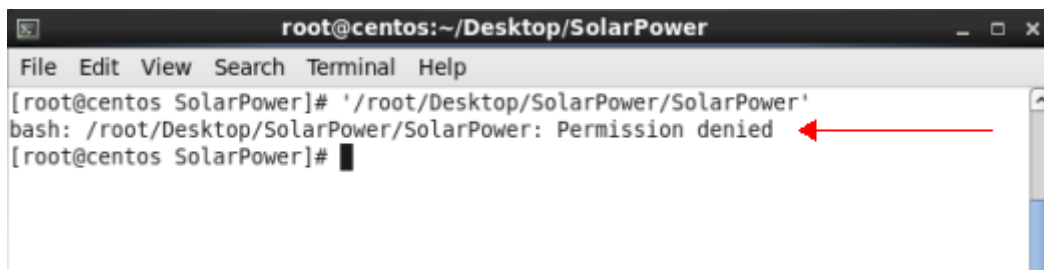 root@centos:~/Desktop/SolarPower
File Edit View Search Terminal Help
[root@centos SolarPower]# '/root/Desktop/SolarPower/SolarPower'
bash: /root/Desktop/SolarPower/SolarPower: Permission denied
[root@centos SolarPower]#